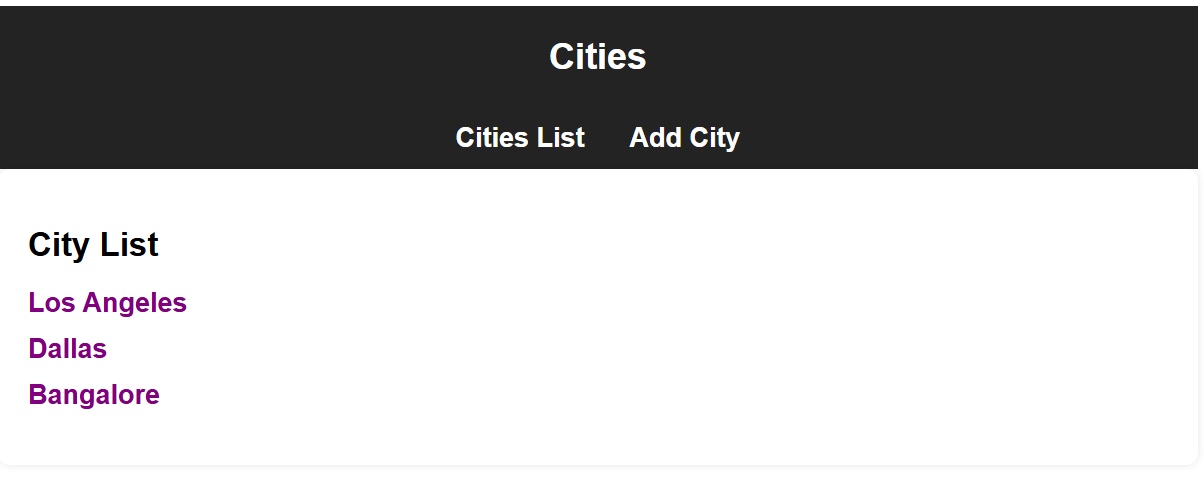 Cities
Cities List Add City
City List
Los Angeles
Dallas
Bangalore